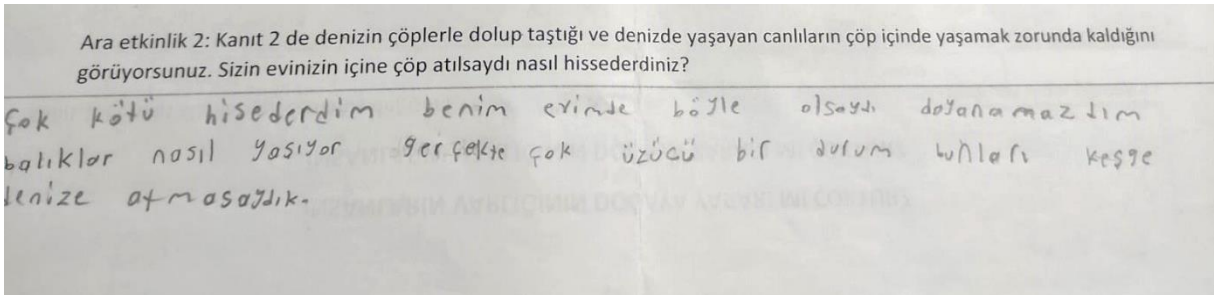 Ara etkinlik 2: Kanıt 2 de denizin çöplerle dolup taştığı ve denizde yaşayan canlıların çöp içinde yaşamak zorunda kaldığını
görüyorsunuz. Sizin evinizin içine çöp atılsaydı nasıl hissederdiniz?
Çok kötü hisederdim benim evimde böyle olsaydı dayanamazdım
balıklar nasıl yaşıyor gerçekte çok üzücü bir durum bunları keşge
denize atmasaydık.